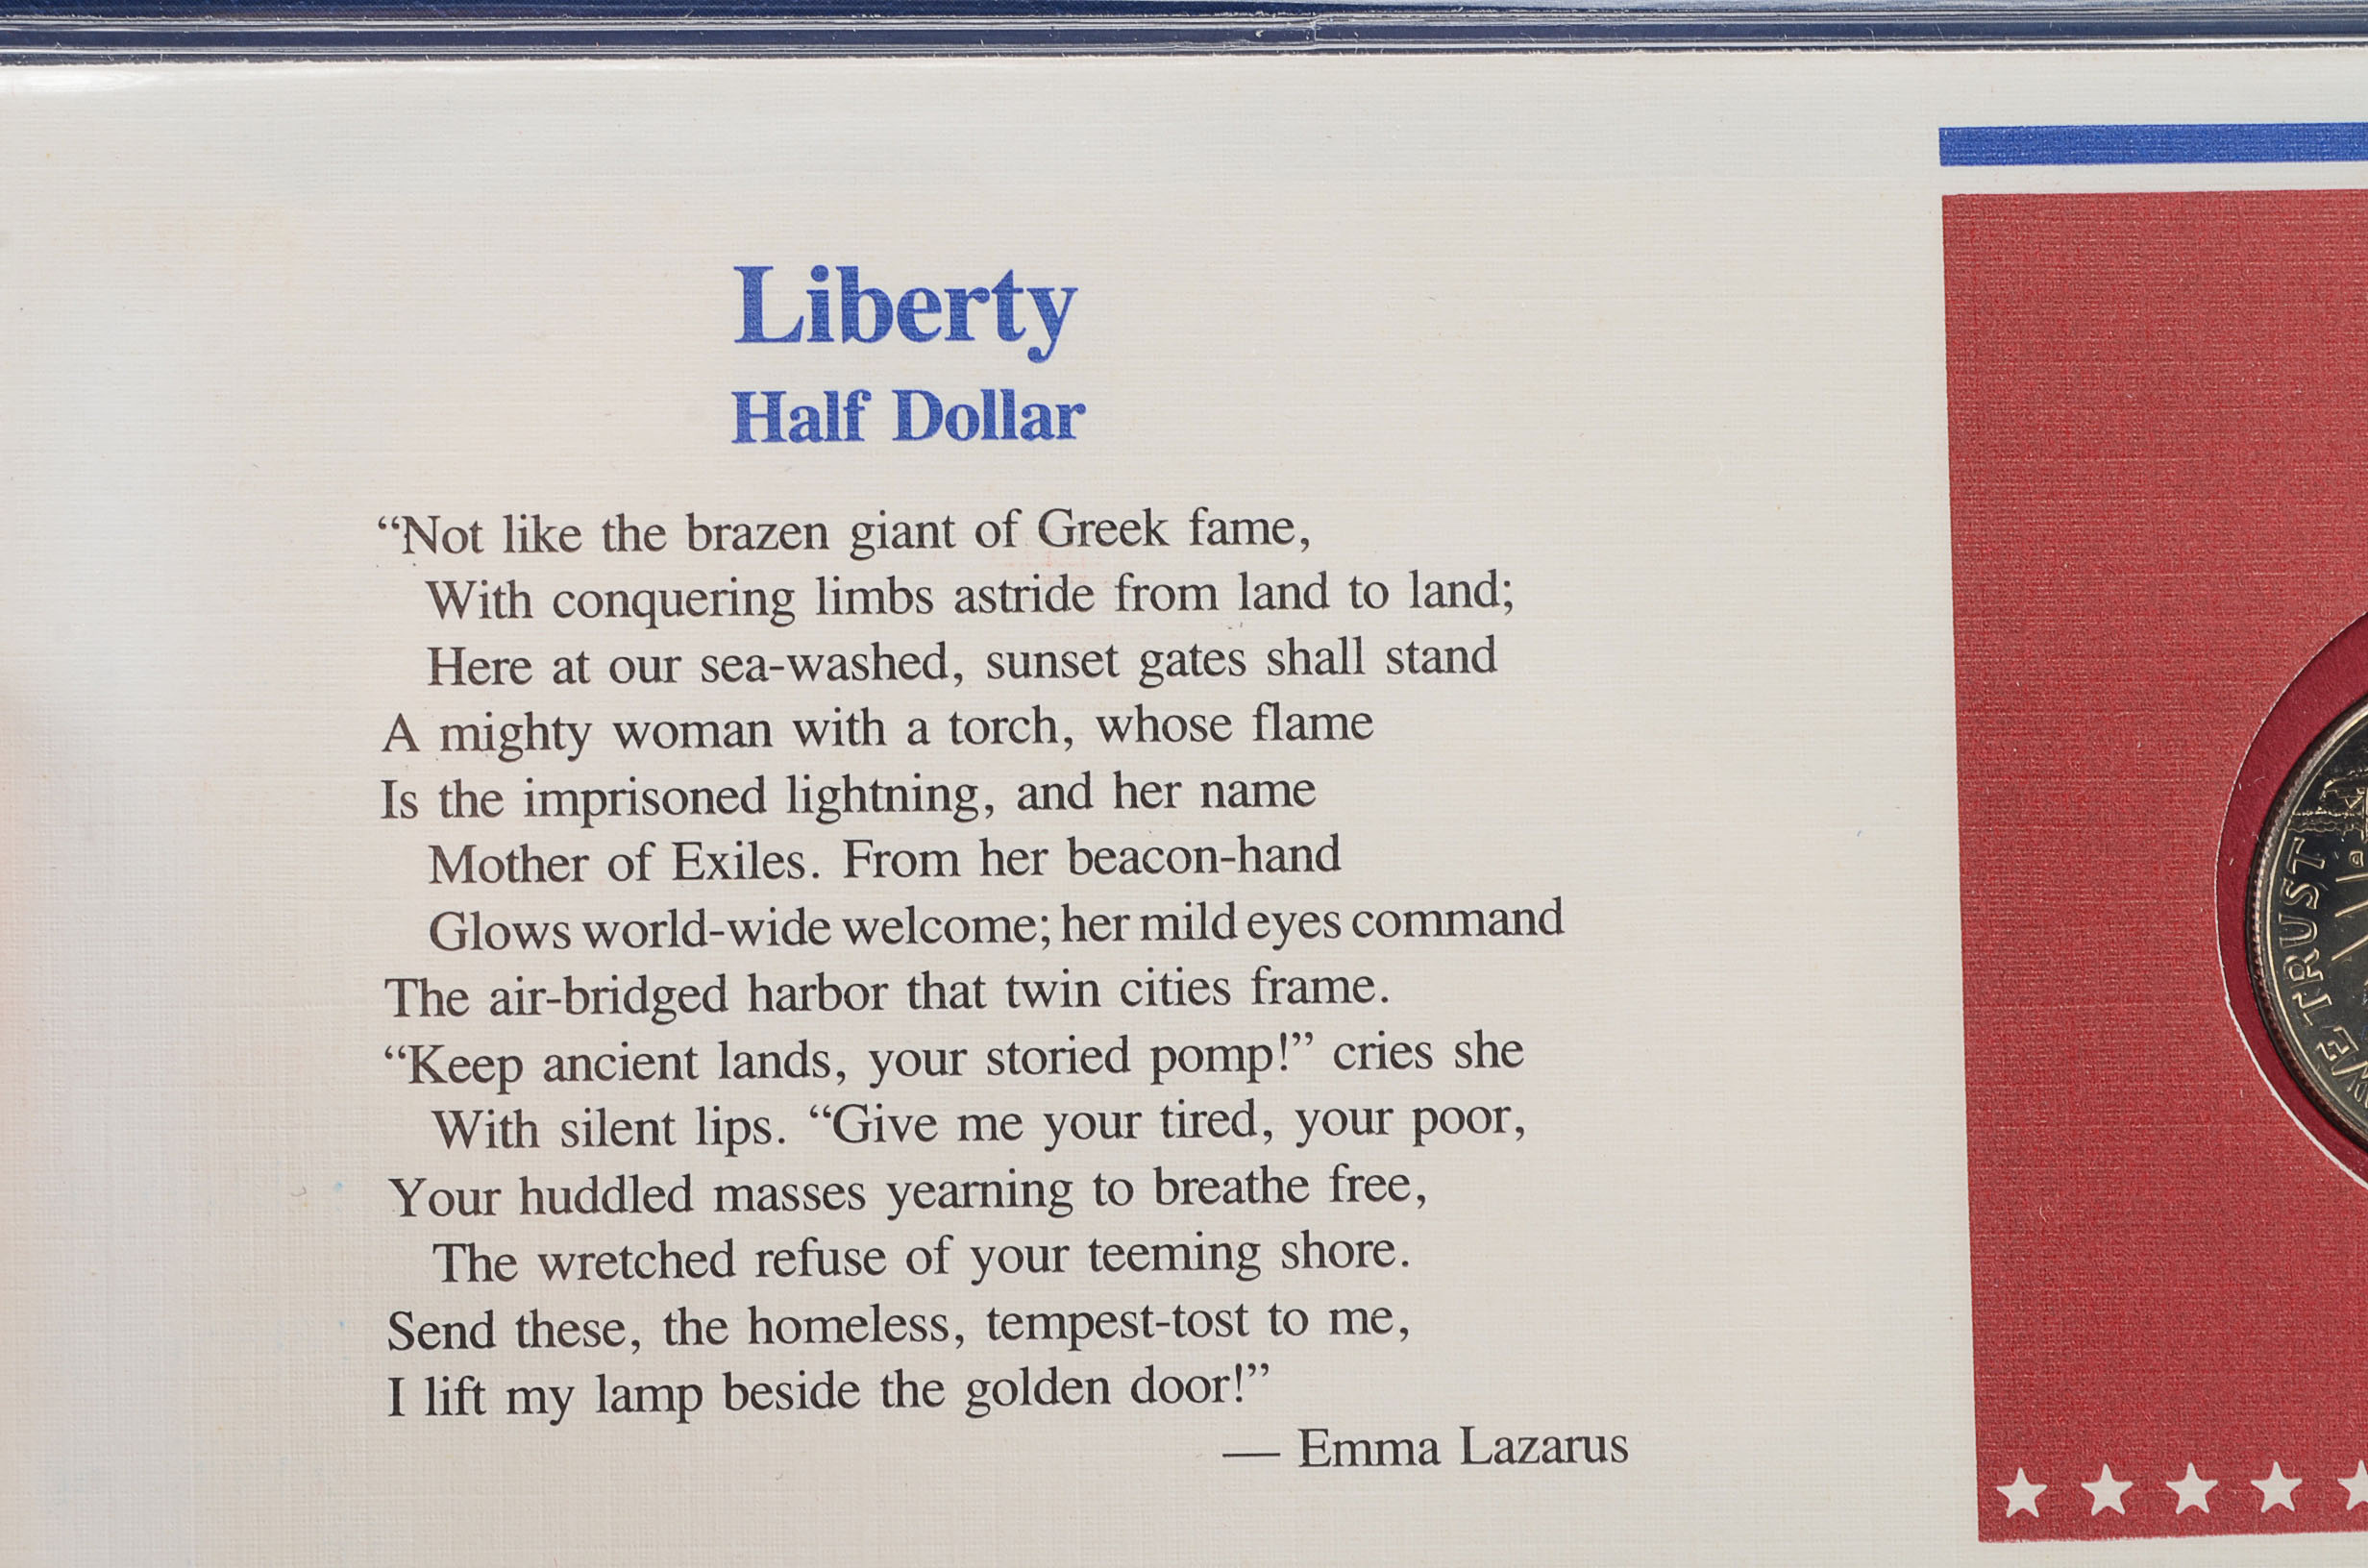 Liberty
Half Dollar
“Not like the brazen giant of Greek fame,
With conquering limbs astride from land to land;
Here at our sea-washed, sunset gates shall stand
A mighty woman with a torch, whose flame
Is the imprisoned lightning, and her name
Mother of Exiles. From her beacon-hand
Glows world-wide welcome; her mild eyes command
The air-bridged harbor that twin cities frame.
“Keep ancient lands, your storied pomp!” cries she
With silent lips. “Give me your tired, your poor,
Your huddled masses yearning to breathe free,
The wretched refuse of your teeming shore.
Send these, the homeless, tempest-tost to me,
I lift my lamp beside the golden door!”
— Emma Lazarus
WE TRUST